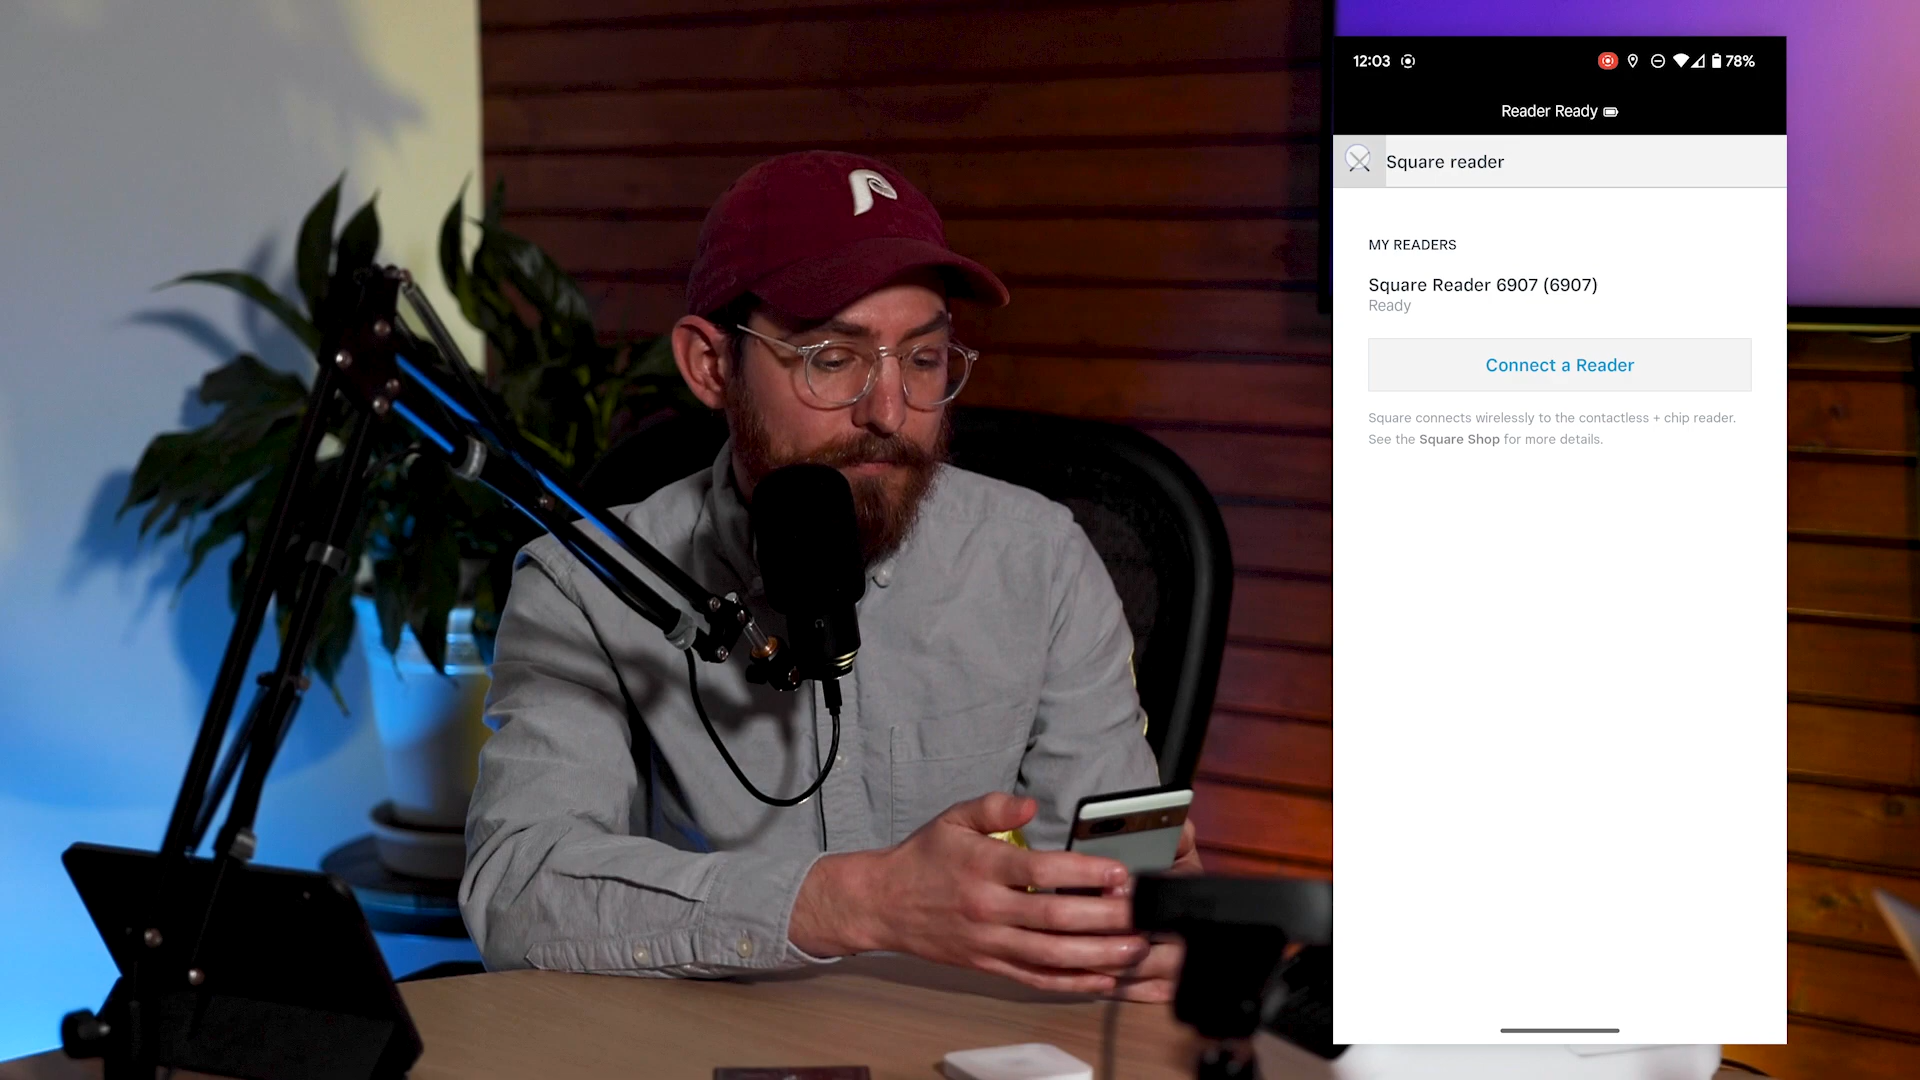 P
12:03 78%
Reader Ready
Square reader
MY READERS
Square Reader 6907 (6907)
Ready
Connect a Reader
Square connects wirelessly to the contactless + chip reader.
See the Square Shop for more details.